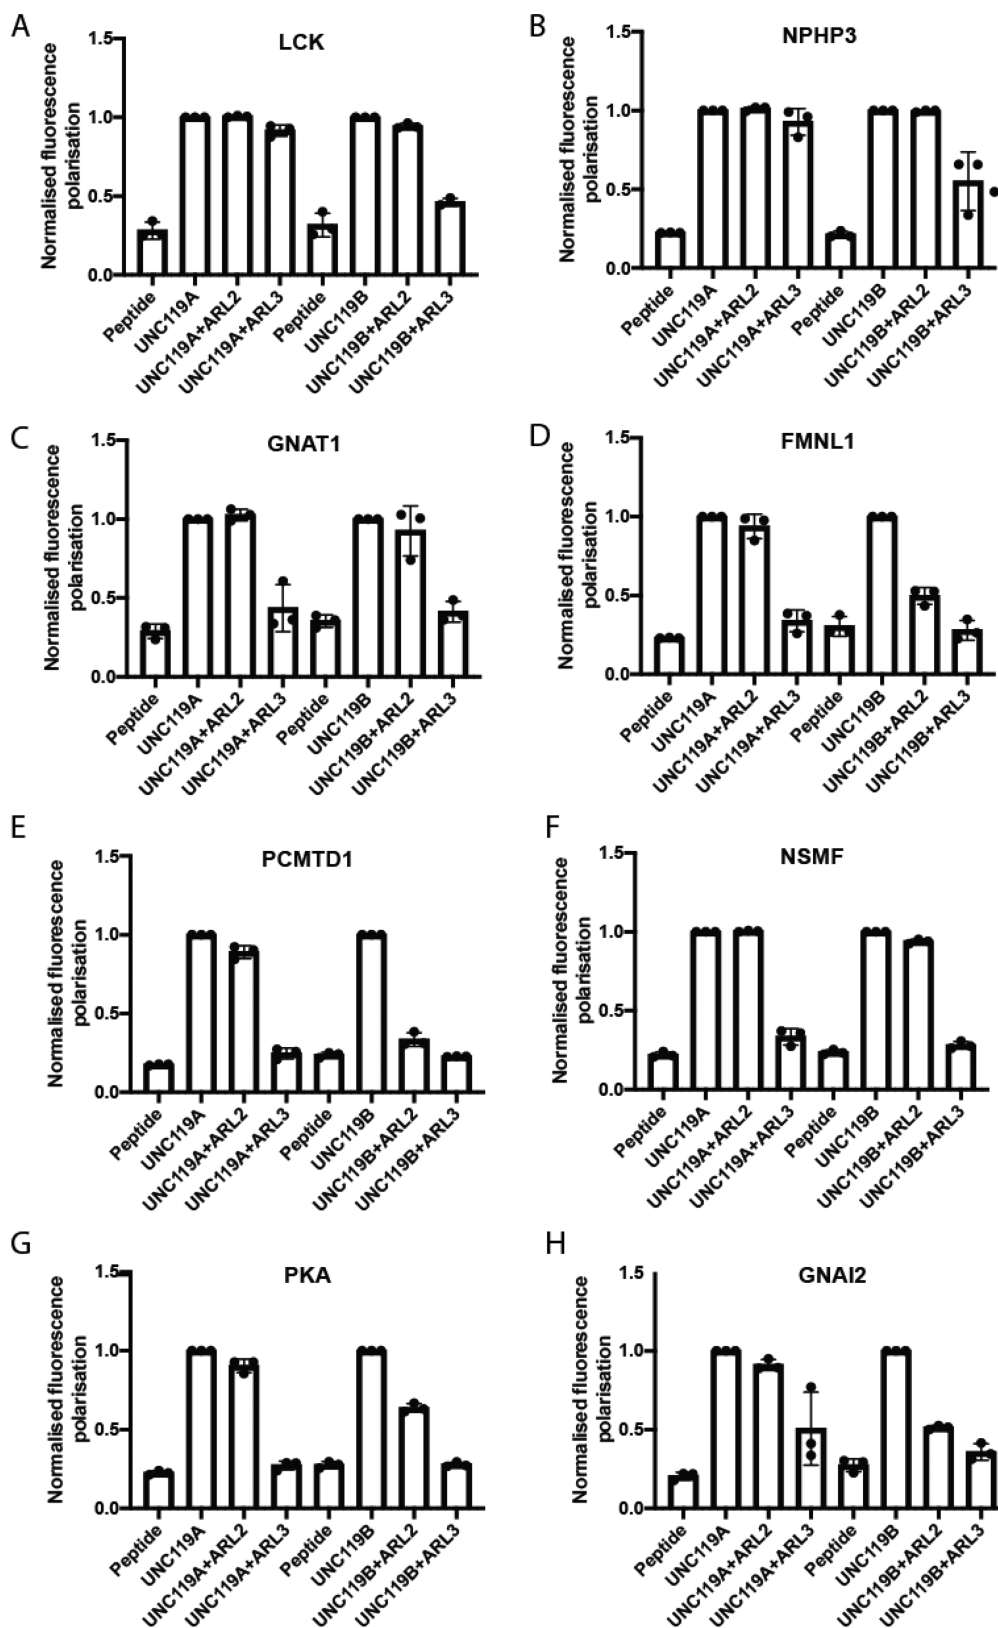 A
LCK
Normalised fluorescence
polarisation
1.5
1.0
0.5
0.0
Peptide
UNC119A
UNC119A+ARL2
UNC119A+ARL3
Peptide
UNC119B
UNC119B+ARL2
UNC119B+ARL3
B
NPHP3
Normalised fluorescence
polarisation
1.5
1.0
0.5
0.0
Peptide
UNC119A
UNC119A+ARL2
UNC119A+ARL3
Peptide
UNC119B
UNC119B+ARL2
UNC119B+ARL3
C
GNAT1
Normalised fluorescence
polarisation
1.5
1.0
0.5
0.0
Peptide
UNC119A
UNC119A+ARL2
UNC119A+ARL3
Peptide
UNC119B
UNC119B+ARL2
UNC119B+ARL3
D
FMNL1
Normalised fluorescence
polarisation
1.5
1.0
0.5
0.0
Peptide
UNC119A
UNC119A+ARL2
UNC119A+ARL3
Peptide
UNC119B
UNC119B+ARL2
UNC119B+ARL3
E
PCMTD1
Normalised fluorescence
polarisation
1.5
1.0
0.5
0.0
Peptide
UNC119A
UNC119A+ARL2
UNC119A+ARL3
Peptide
UNC119B
UNC119B+ARL2
UNC119B+ARL3
F
NSMF
Normalised fluorescence
polarisation
1.5
1.0
0.5
0.0
Peptide
UNC119A
UNC119A+ARL2
UNC119A+ARL3
Peptide
UNC119B
UNC119B+ARL2
UNC119B+ARL3
G
PKA
Normalised fluorescence
polarisation
1.5
1.0
0.5
0.0
Peptide
UNC119A
UNC119A+ARL2
UNC119A+ARL3
Peptide
UNC119B
UNC119B+ARL2
UNC119B+ARL3
H
GNAI2
Normalised fluorescence
polarisation
1.5
1.0
0.5
0.0
Peptide
UNC119A
UNC119A+ARL2
UNC119A+ARL3
Peptide
UNC119B
UNC119B+ARL2
UNC119B+ARL3